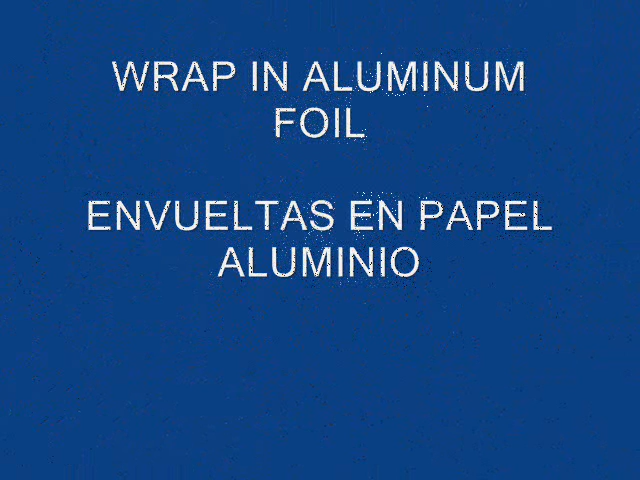 WRAP IN ALUMINUM
FOIL
ENVUELTAS EN PAPEL
ALUMINIO